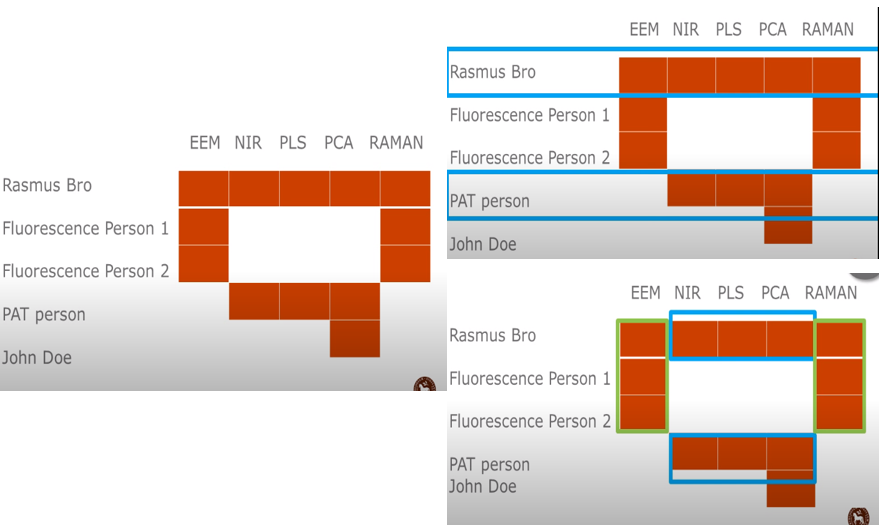 EEM NIR PLS PCA RAMAN
Rasmus Bro
Fluorescence Person 1
Fluorescence Person 2
PAT person
John Doe
EEM NIR PLS PCA RAMAN
Rasmus Bro
Fluorescence Person 1
Fluorescence Person 2
PAT person
John Doe
EEM NIR PLS PCA RAMAN
Rasmus Bro
Fluorescence Person 1
Fluorescence Person 2
PAT person
John Doe